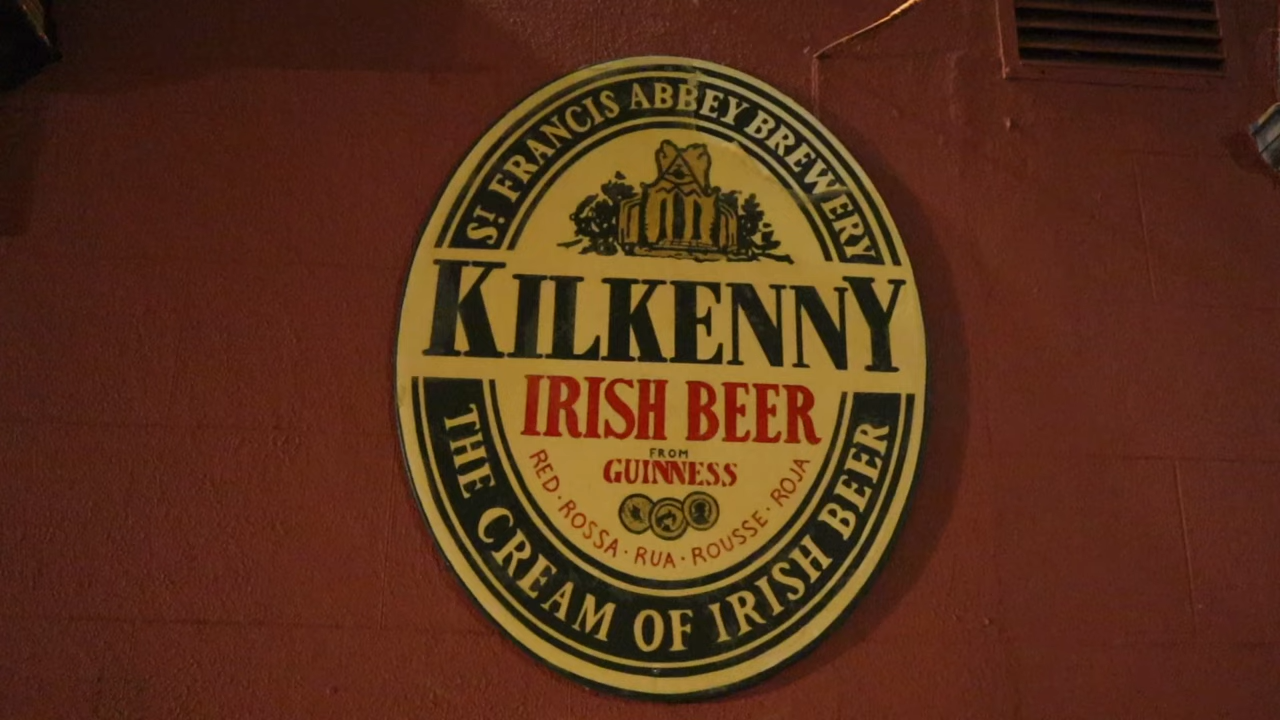 ST FRANCIS ABBEY BREWERY
KILKENNY
IRISH BEER
FROM
GUINNESS
RED · ROSSA · RUA · ROUSSE · ROJA
THE CREAM OF IRISH BEER